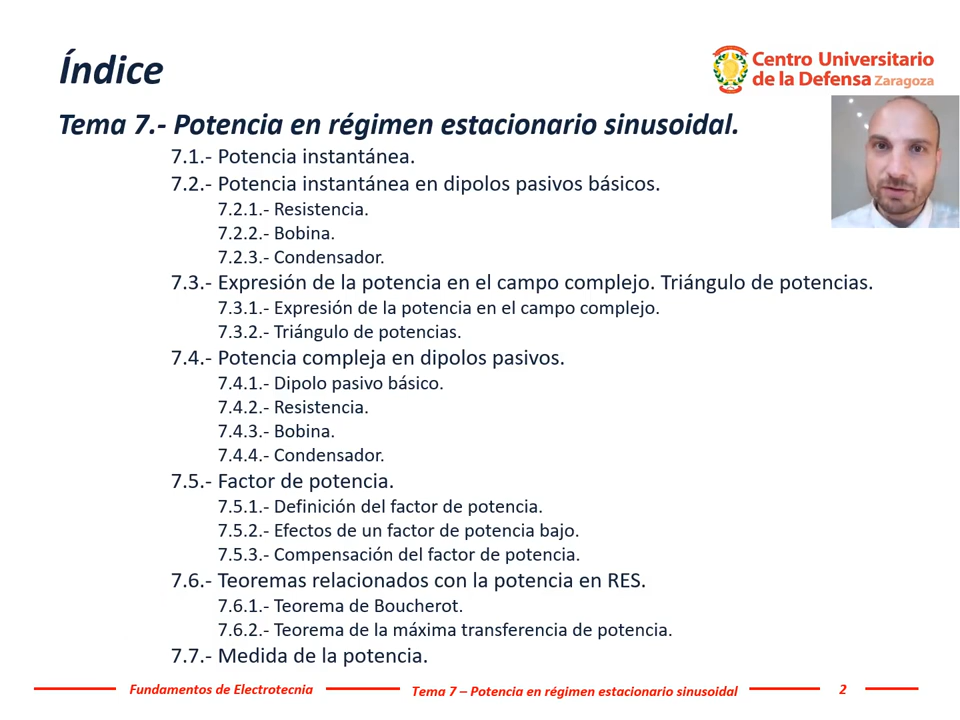 Índice
Centro Universitario
de la Defensa Zaragoza
Tema 7.- Potencia en régimen estacionario sinusoidal.
7.1.- Potencia instantánea.
7.2.- Potencia instantánea en dipolos pasivos básicos.
7.2.1.- Resistencia.
7.2.2.- Bobina.
7.2.3.- Condensador.
7.3.- Expresión de la potencia en el campo complejo. Triángulo de potencias.
7.3.1.- Expresión de la potencia en el campo complejo.
7.3.2.- Triángulo de potencias.
7.4.- Potencia compleja en dipolos pasivos.
7.4.1.- Dipolo pasivo básico.
7.4.2.- Resistencia.
7.4.3.- Bobina.
7.4.4.- Condensador.
7.5.- Factor de potencia.
7.5.1.- Definición del factor de potencia.
7.5.2.- Efectos de un factor de potencia bajo.
7.5.3.- Compensación del factor de potencia.
7.6.- Teoremas relacionados con la potencia en RES.
7.6.1.- Teorema de Boucherot.
7.6.2.- Teorema de la máxima transferencia de potencia.
7.7.- Medida de la potencia.
Fundamentos de Electrotecnia
Tema 7 – Potencia en régimen estacionario sinusoidal
2